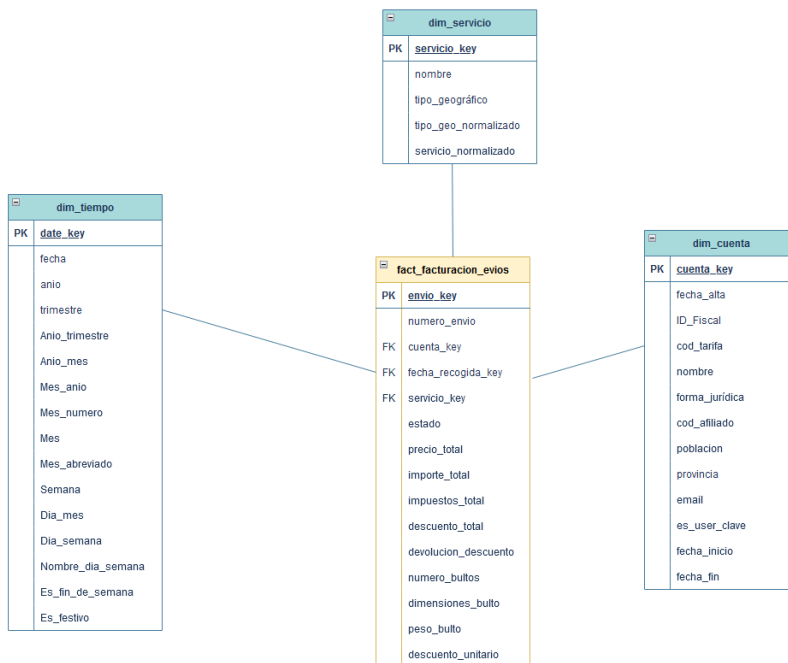 dim_servicio
PK servicio_key
nombre
tipo_geográfico
tipo_geo_normalizado
servicio_normalizado
dim_tiempo
PK date_key
fecha
anio
trimestre
Anio_trimestre
Anio_mes
Mes_anio
Mes_numero
Mes
Mes_abreviado
Semana
Dia_mes
Dia_semana
Nombre_dia_semana
Es_fin_de_semana
Es_festivo
fact_facturacion_evios
PK envio_key
numero_envio
FK cuenta_key
FK fecha_recogida_key
FK servicio_key
estado
precio_total
importe_total
impuestos_total
descuento_total
devolucion_descuento
numero_bultos
dimensiones_bulto
peso_bulto
descuento_unitario
dim_cuenta
PK cuenta_key
fecha_alta
ID_Fiscal
cod_tarifa
nombre
forma_jurídica
cod_afiliado
poblacion
provincia
email
es_user_clave
fecha_inicio
fecha_fin